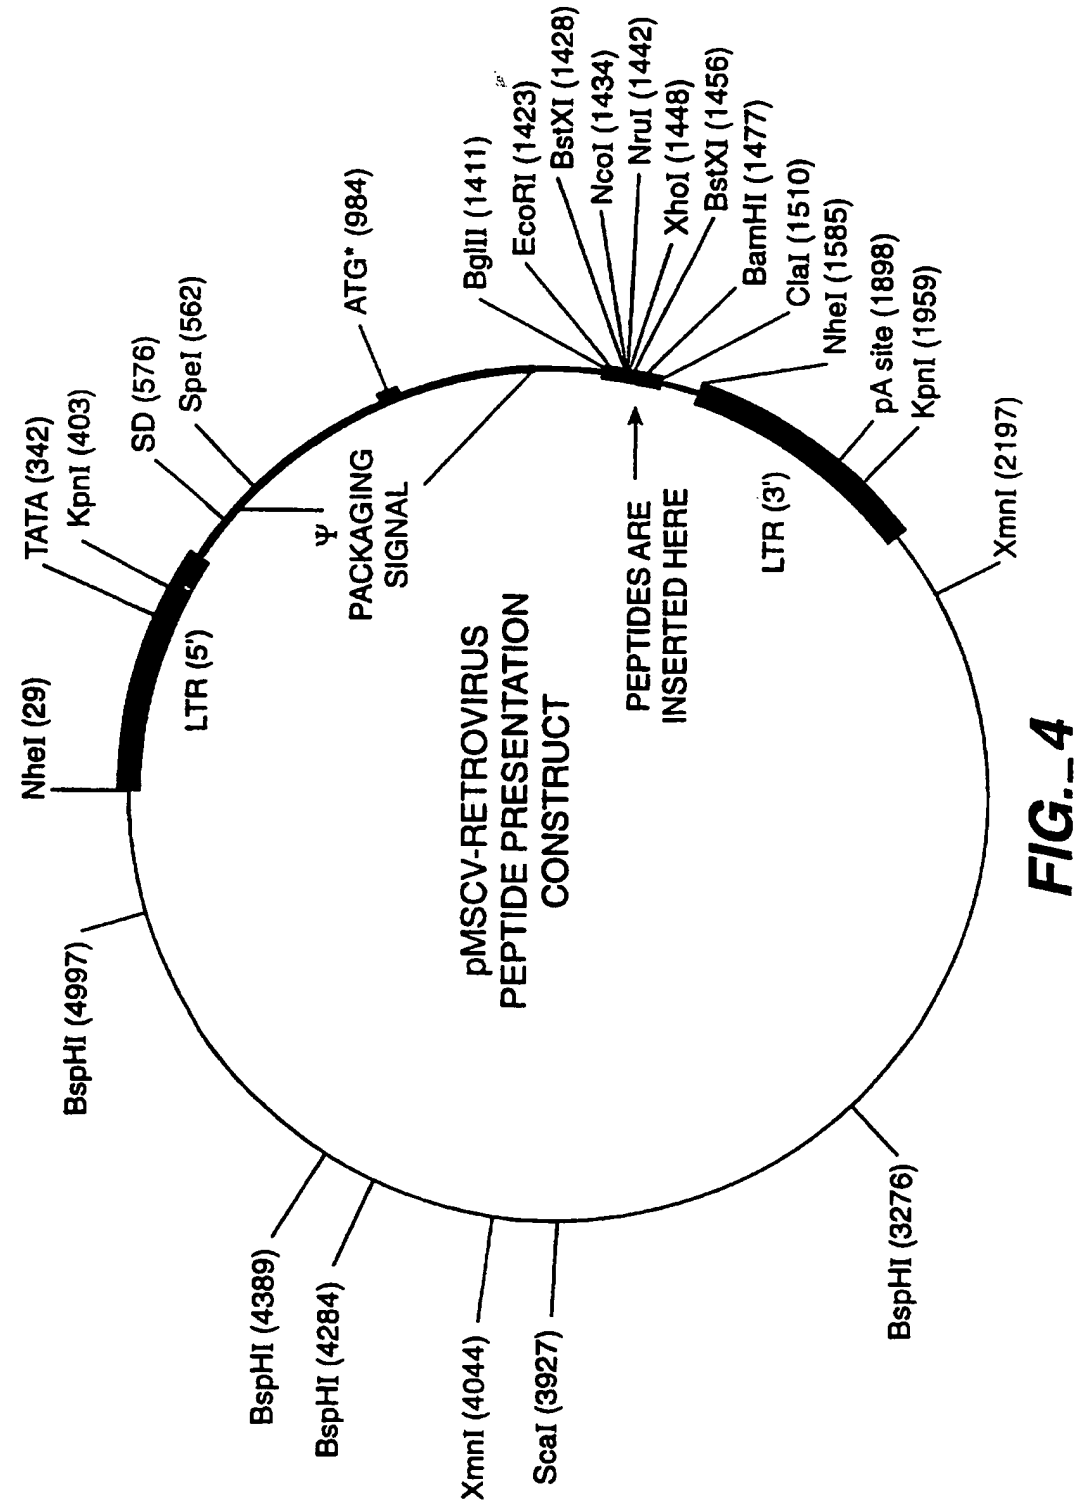 NheI (29)
TATA (342)
KpnI (403)
SD (576)
SpeI (562)
ATG* (984)
BglII (1411)
EcoRI (1423)
BstXI (1428)
NcoI (1434)
NruI (1442)
XhoI (1448)
BstXI (1456)
BamHI (1477)
ClaI (1510)
NheI (1585)
pA site (1898)
KpnI (1959)
XmnI (2197)
BspHI (3276)
ScaI (3927)
XmnI (4044)
BspHI (4284)
BspHI (4389)
BspHI (4997)
LTR (5')
Ψ
PACKAGING
SIGNAL
pMSCV-RETROVIRUS
PEPTIDE PRESENTATION
CONSTRUCT
PEPTIDES ARE
INSERTED HERE
LTR (3')
FIG._4